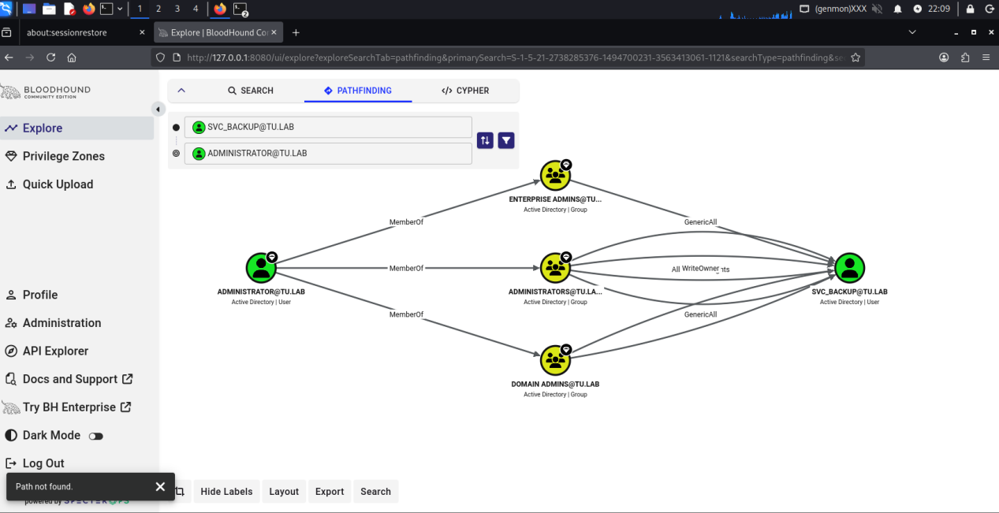 1 2 3 4 2 (genmon)XXX 22:09
about:sessionrestore × Explore | BloodHound Co × +
http://127.0.0.1:8080/ui/explore?exploreSearchTab=pathfinding&primarySearch=S-1-5-21-2738285376-1494700231-3563413061-1121&searchType=pathfinding&se
BLOODHOUND
COMMUNITY EDITION
SEARCH PATHFINDING </> CYPHER
Explore
Privilege Zones
Quick Upload
Profile
Administration
API Explorer
Docs and Support
Try BH Enterprise
Dark Mode
Log Out
Path not found.
powered by SPECTEROPS
SVC_BACKUP@TU.LAB
ADMINISTRATOR@TU.LAB
ENTERPRISE ADMINS@TU...
Active Directory | Group
MemberOf GenericAll
MemberOf All WriteOwner
ADMINISTRATOR@TU.LAB ADMINISTRATORS@TU.LA... SVC_BACKUP@TU.LAB
Active Directory | User Active Directory | Group Active Directory | User
MemberOf GenericAll
DOMAIN ADMINS@TU.LAB
Active Directory | Group
Hide Labels Layout Export Search